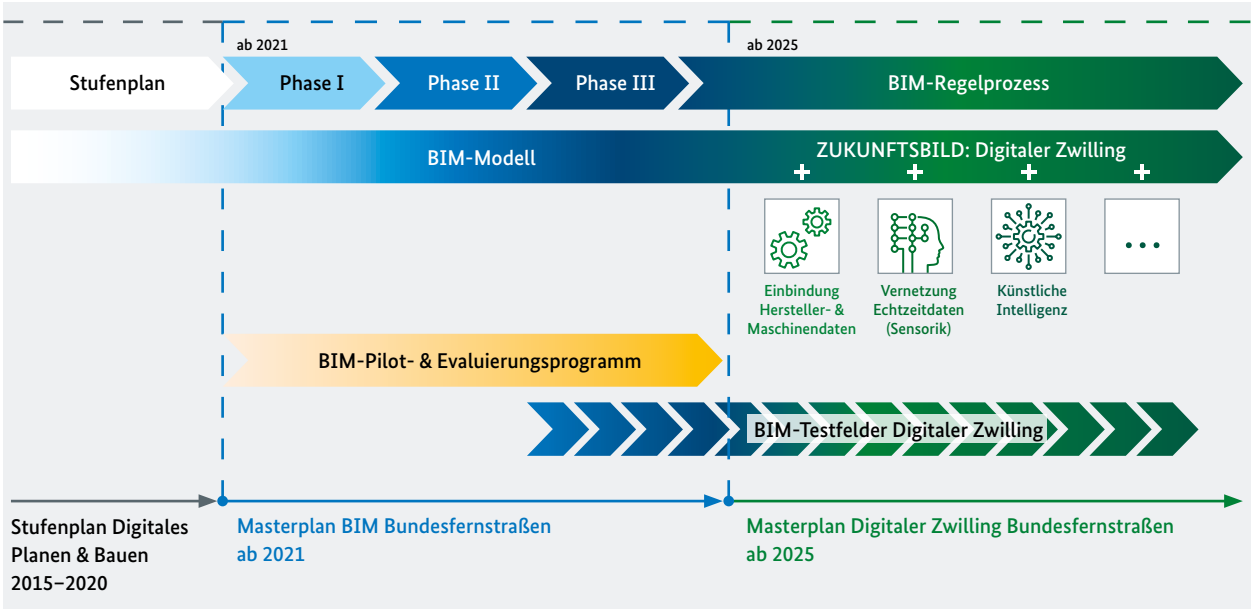 ab 2021
ab 2025
Stufenplan
Phase I
Phase II
Phase III
BIM-Regelprozess
BIM-Modell
ZUKUNFTSBILD: Digitaler Zwilling
+ + + +
...
Einbindung
Hersteller- &
Maschinendaten
Vernetzung
Echtzeitdaten
(Sensorik)
Künstliche
Intelligenz
BIM-Pilot- & Evaluierungsprogramm
BIM-Testfelder Digitaler Zwilling
Stufenplan Digitales
Planen & Bauen
2015–2020
Masterplan BIM Bundesfernstraßen
ab 2021
Masterplan Digitaler Zwilling Bundesfernstraßen
ab 2025